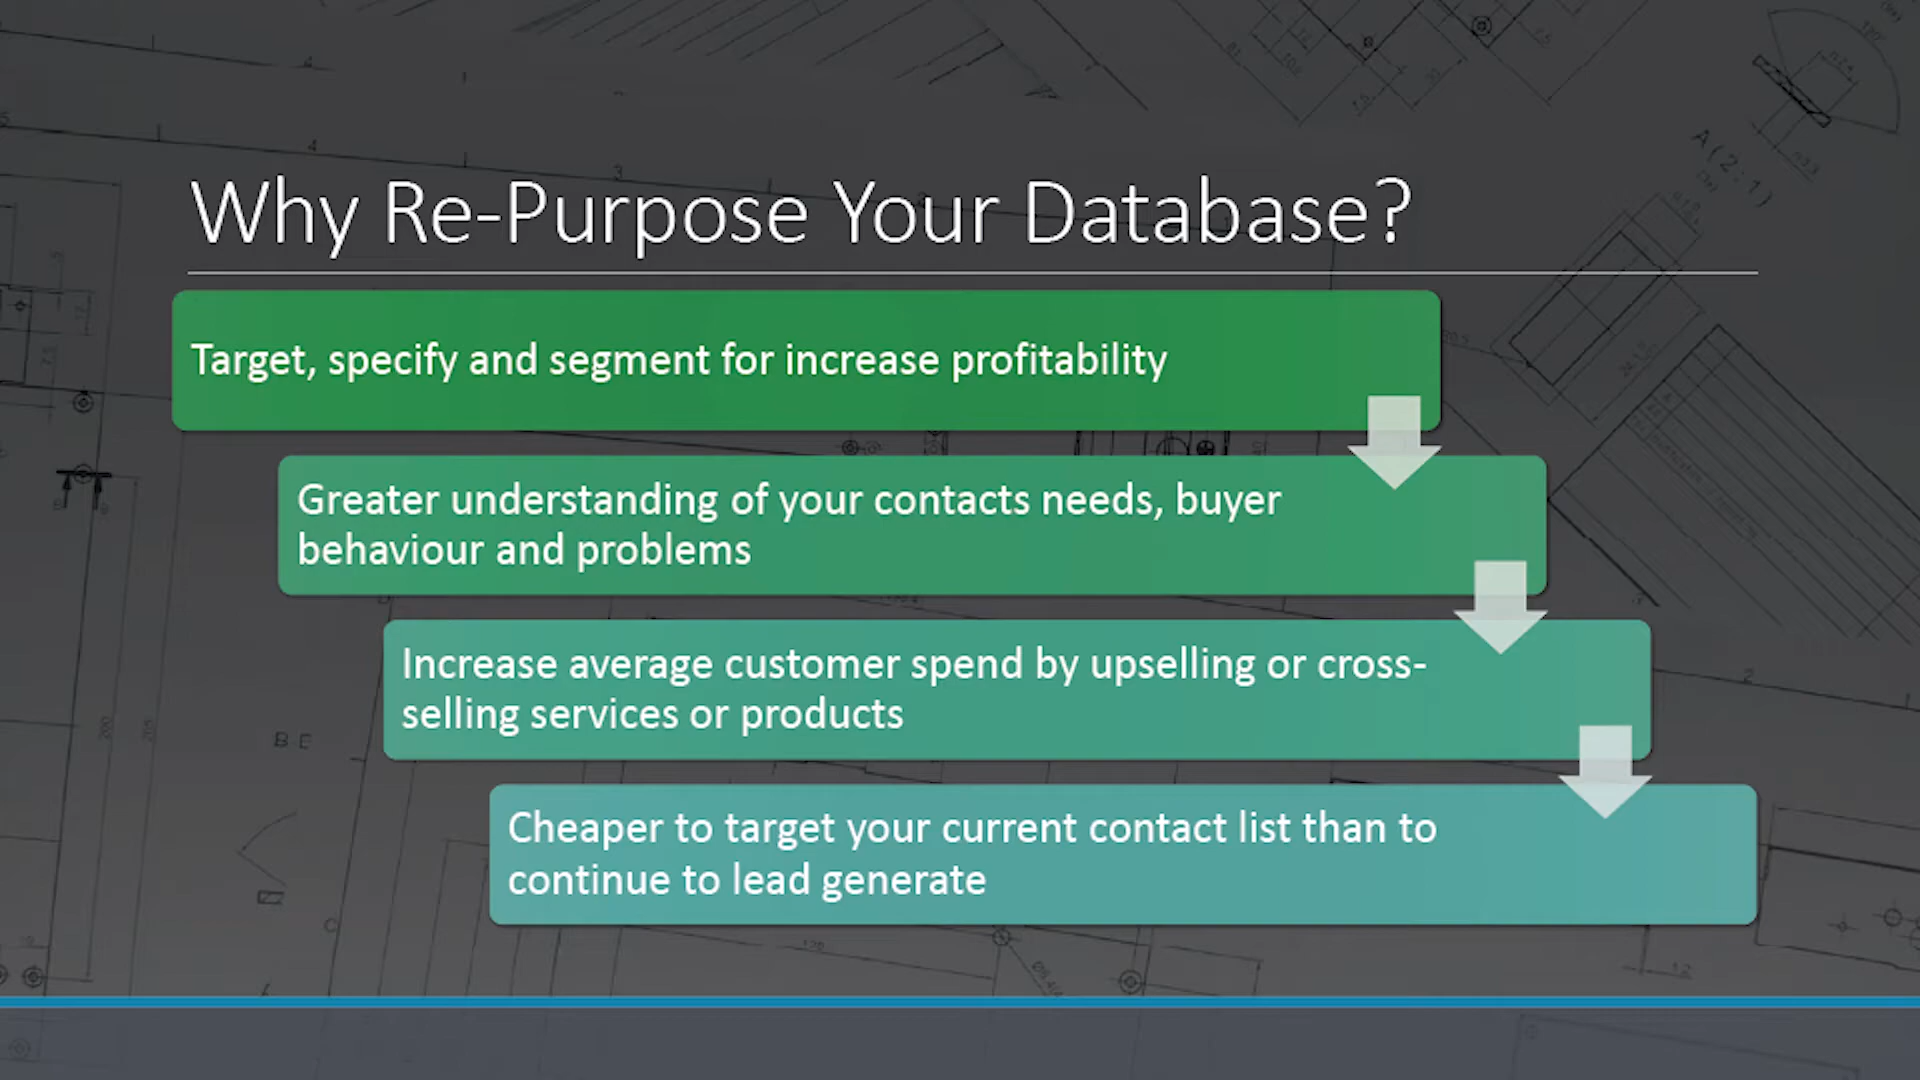 Why Re-Purpose Your Database?
Target, specify and segment for increase profitability
Greater understanding of your contacts needs, buyer
behaviour and problems
Increase average customer spend by upselling or cross-
selling services or products
Cheaper to target your current contact list than to
continue to lead generate